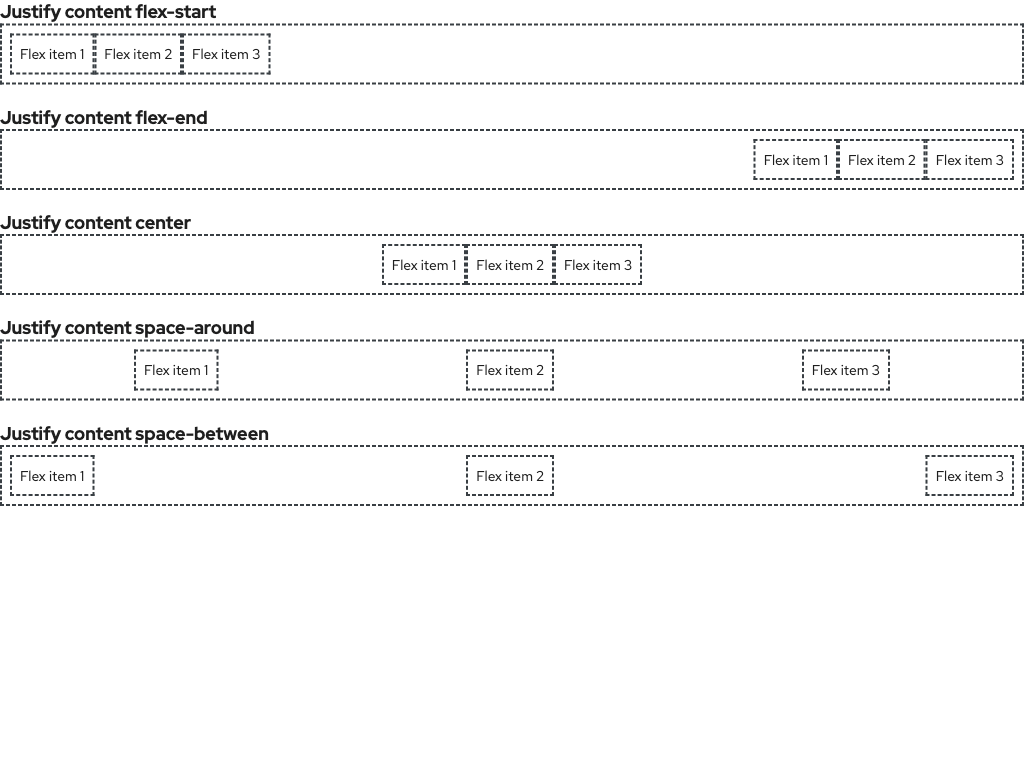 Justify content flex-start
Flex item 1 Flex item 2 Flex item 3
Justify content flex-end
Flex item 1 Flex item 2 Flex item 3
Justify content center
Flex item 1 Flex item 2 Flex item 3
Justify content space-around
Flex item 1 Flex item 2 Flex item 3
Justify content space-between
Flex item 1 Flex item 2 Flex item 3